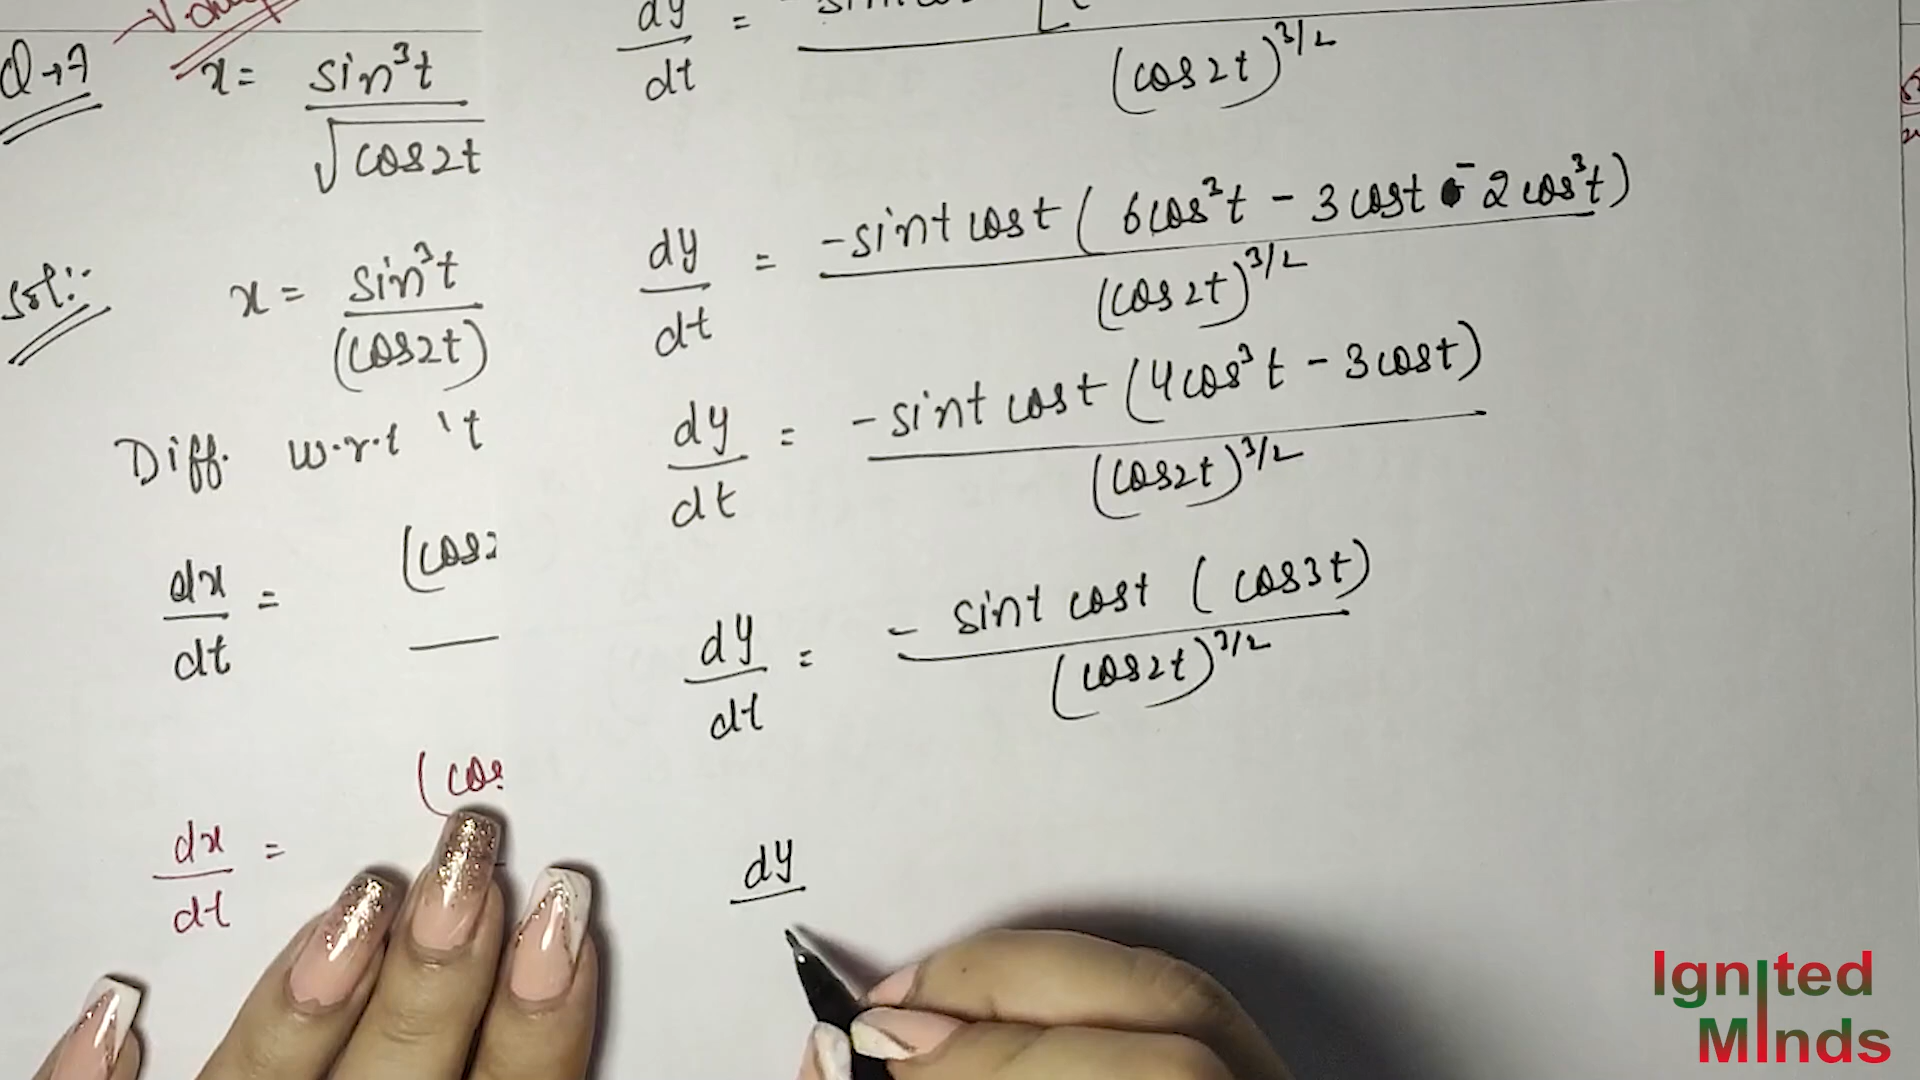 Q→7 x = sin³t / √cos2t
Sol:- x = sin³t / (cos2t)
Diff. w.r.t 't
dx/dt = (cos2
dx/dt = (cos
dy/dt = / (cos2t)^3/2
dy/dt = -sint cost (6cos³t - 3cost - 2cos³t) / (cos2t)^3/2
dy/dt = -sint cost (4cos³t - 3cost) / (cos2t)^3/2
dy/dt = - sint cost (cos3t) / (cos2t)^3/2
dy
Ignited
Minds